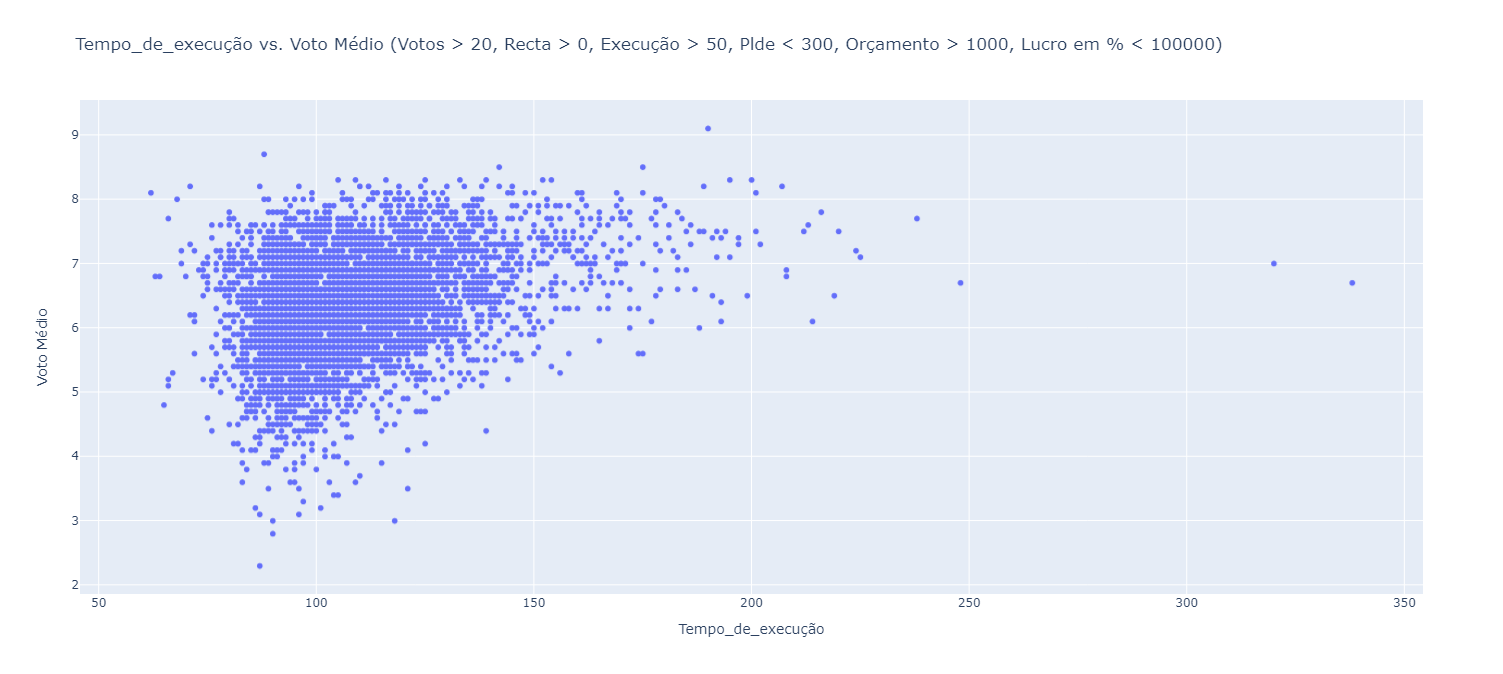 Tempo_de_execução vs. Voto Médio (Votos > 20, Recta > 0, Execução > 50, Plde < 300, Orçamento > 1000, Lucro em % < 100000)
9
8
7
6
5
4
3
2
Voto Médio
50 100 150 200 250 300 350
Tempo_de_execução